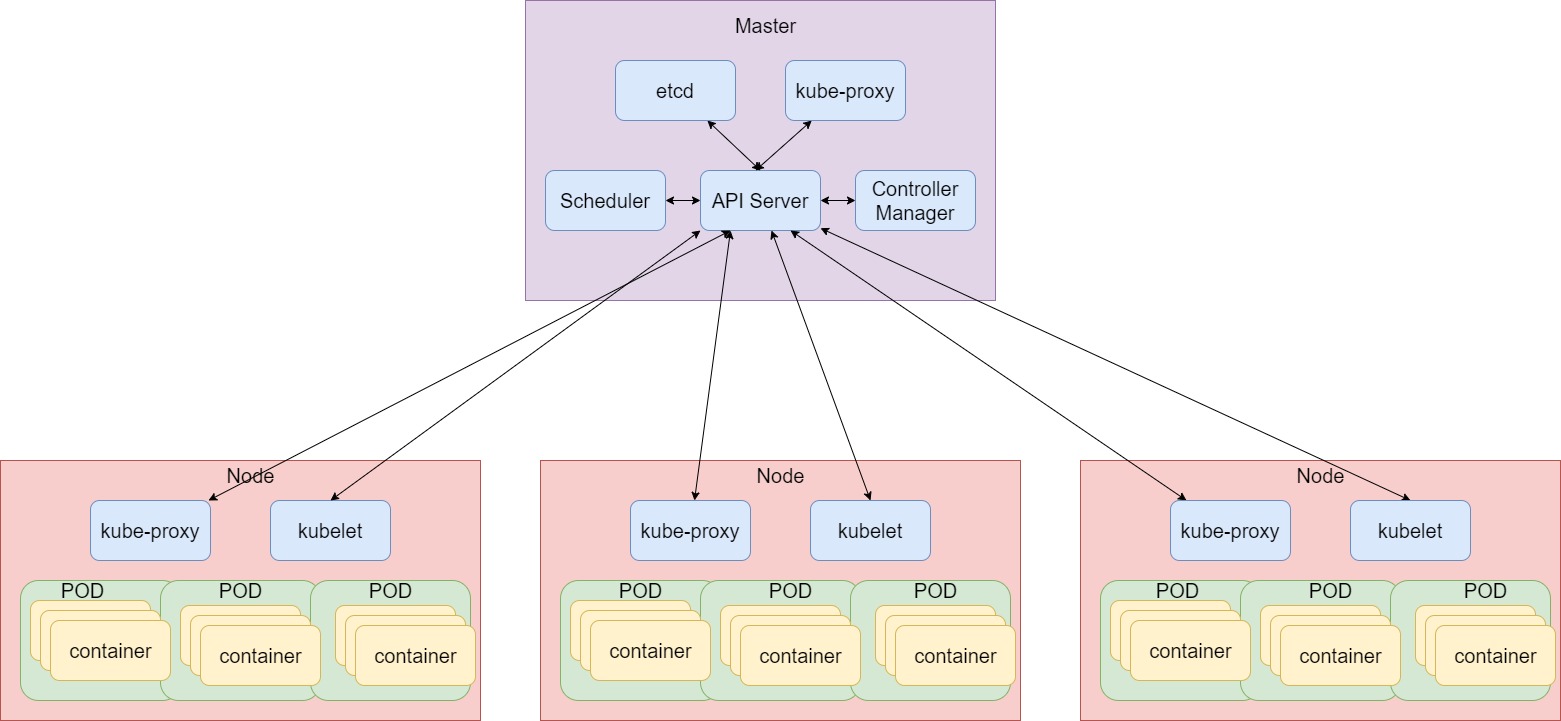 Master
etcd
kube-proxy
Scheduler
API Server
Controller
Manager
Node
kube-proxy
kubelet
POD
POD
POD
container
container
container
Node
kube-proxy
kubelet
POD
POD
POD
container
container
container
Node
kube-proxy
kubelet
POD
POD
POD
container
container
container